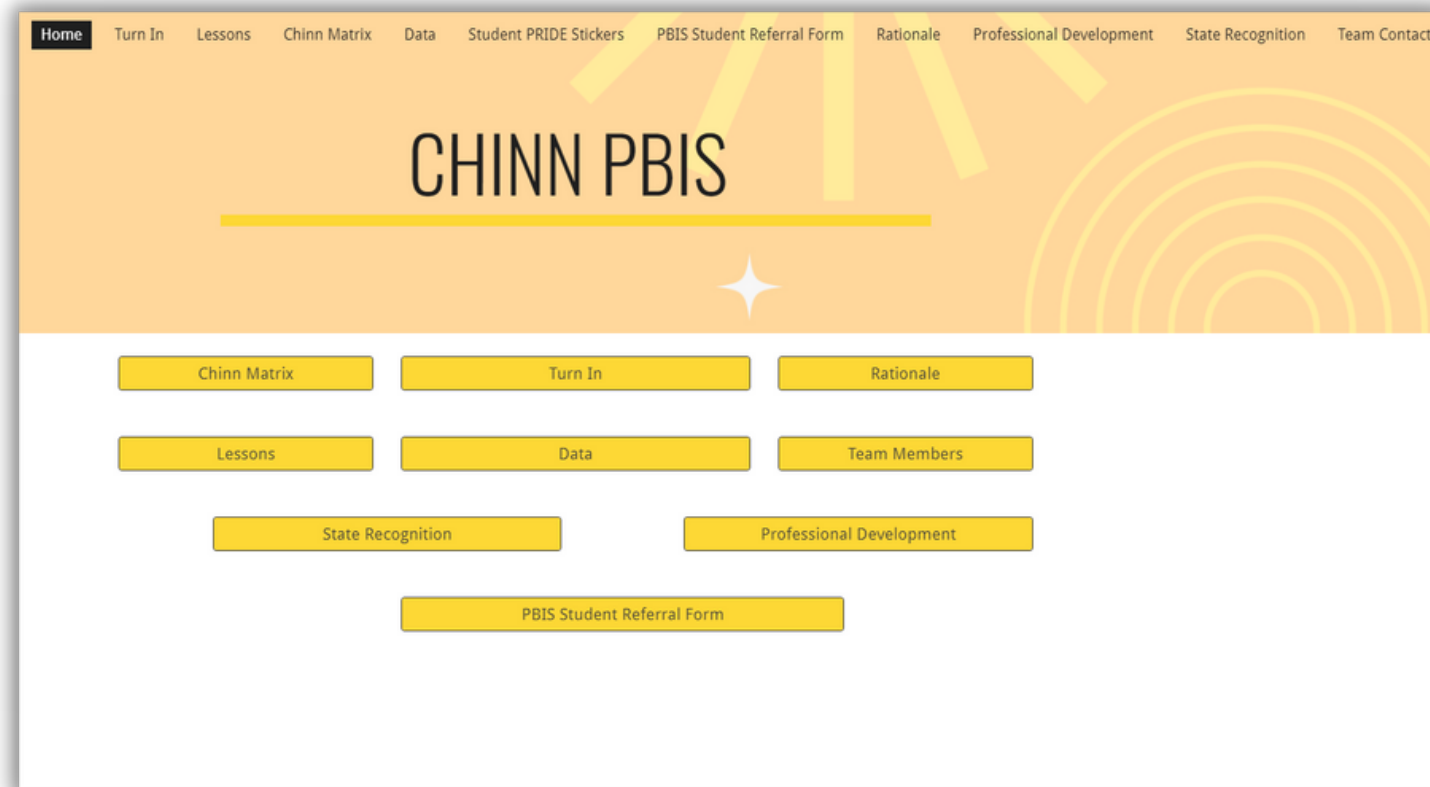 Home Turn In Lessons Chinn Matrix Data Student PRIDE Stickers PBIS Student Referral Form Rationale Professional Development State Recognition Team Contact
CHINN PBIS
Chinn Matrix Turn In Rationale
Lessons Data Team Members
State Recognition Professional Development
PBIS Student Referral Form